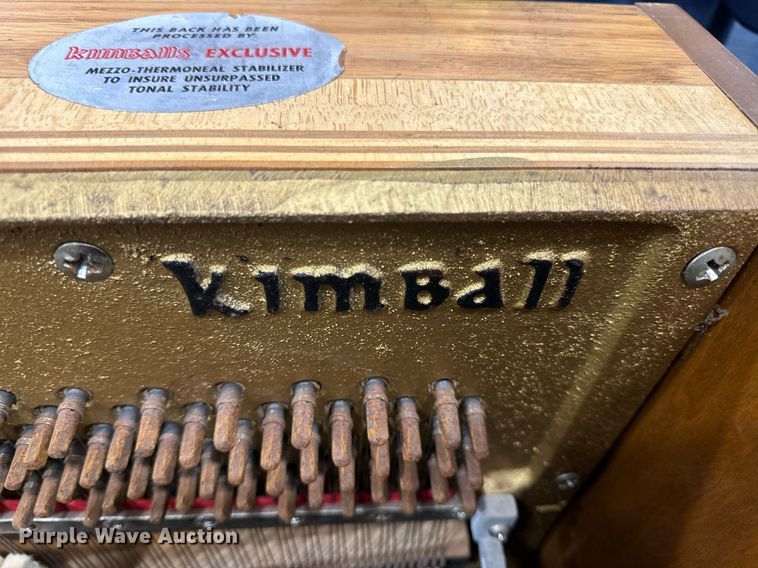 THIS BACK HAS BEEN
PROCESSED BY
KIMBALLS EXCLUSIVE
MEZZO-THERMONEAL STABILIZER
TO INSURE UNSURPASSED
TONAL STABILITY
KIMBALL
Purple Wave Auction